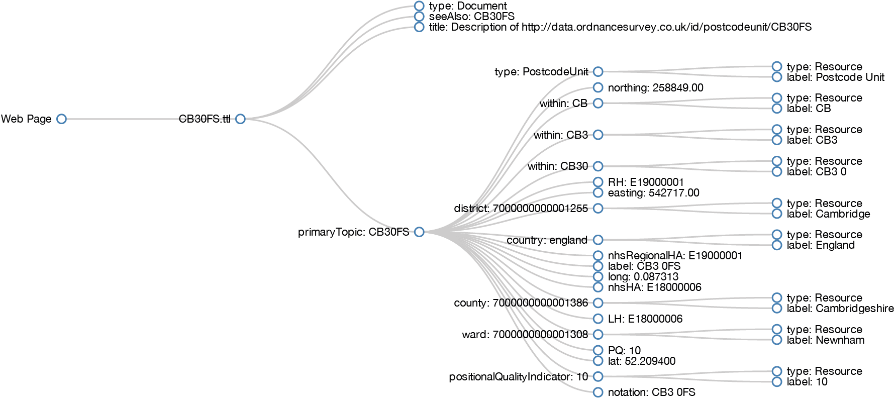 type: Document
seeAlso: CB30FS
title: Description of http://data.ordnancesurvey.co.uk/id/postcodeunit/CB30FS
Web Page
CB30FS.ttl
primaryTopic: CB30FS
type: PostcodeUnit
type: Resource
label: Postcode Unit
northing: 258849.00
within: CB
type: Resource
label: CB
within: CB3
type: Resource
label: CB3
within: CB30
type: Resource
label: CB3 0
RH: E19000001
easting: 542717.00
district: 7000000000001255
type: Resource
label: Cambridge
country: england
type: Resource
label: England
nhsRegionalHA: E19000001
label: CB3 0FS
long: 0.087313
nhsHA: E18000006
county: 7000000000001386
type: Resource
label: Cambridgeshire
LH: E18000006
ward: 7000000000001308
type: Resource
label: Newnham
PQ: 10
lat: 52.209400
positionalQualityIndicator: 10
type: Resource
label: 10
notation: CB3 0FS